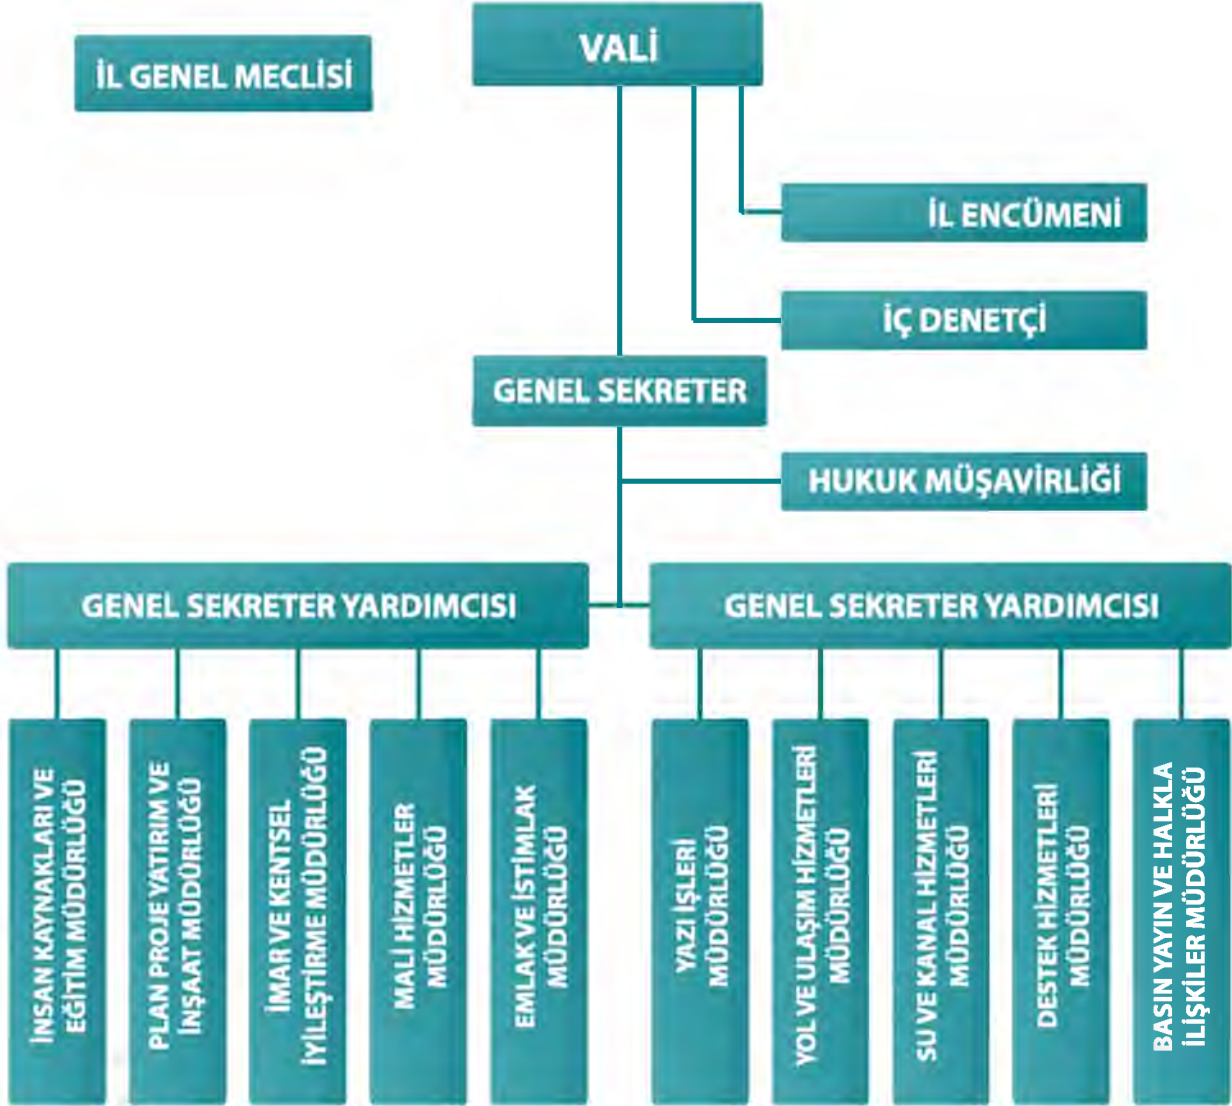 İL GENEL MECLİSİ
VALİ
İL ENCÜMENİ
İÇ DENETÇİ
GENEL SEKRETER
HUKUK MÜŞAVİRLİĞİ
GENEL SEKRETER YARDIMCISI
GENEL SEKRETER YARDIMCISI
İNSAN KAYNAKLARI VE
EĞİTİM MÜDÜRLÜĞÜ
PLAN PROJE YATIRIM VE
İNŞAAT MÜDÜRLÜĞÜ
İMAR VE KENTSEL
İYİLEŞTİRME MÜDÜRLÜĞÜ
MALİ HİZMETLER
MÜDÜRLÜĞÜ
EMLAK VE İSTİMLAK
MÜDÜRLÜĞÜ
YAZI İŞLERİ
MÜDÜRLÜĞÜ
YOL VE ULAŞIM HİZMETLERİ
MÜDÜRLÜĞÜ
SU VE KANAL HİZMETLERİ
MÜDÜRLÜĞÜ
DESTEK HİZMETLERİ
MÜDÜRLÜĞÜ
BASIN YAYIN VE HALKLA
İLİŞKİLER MÜDÜRLÜĞÜ